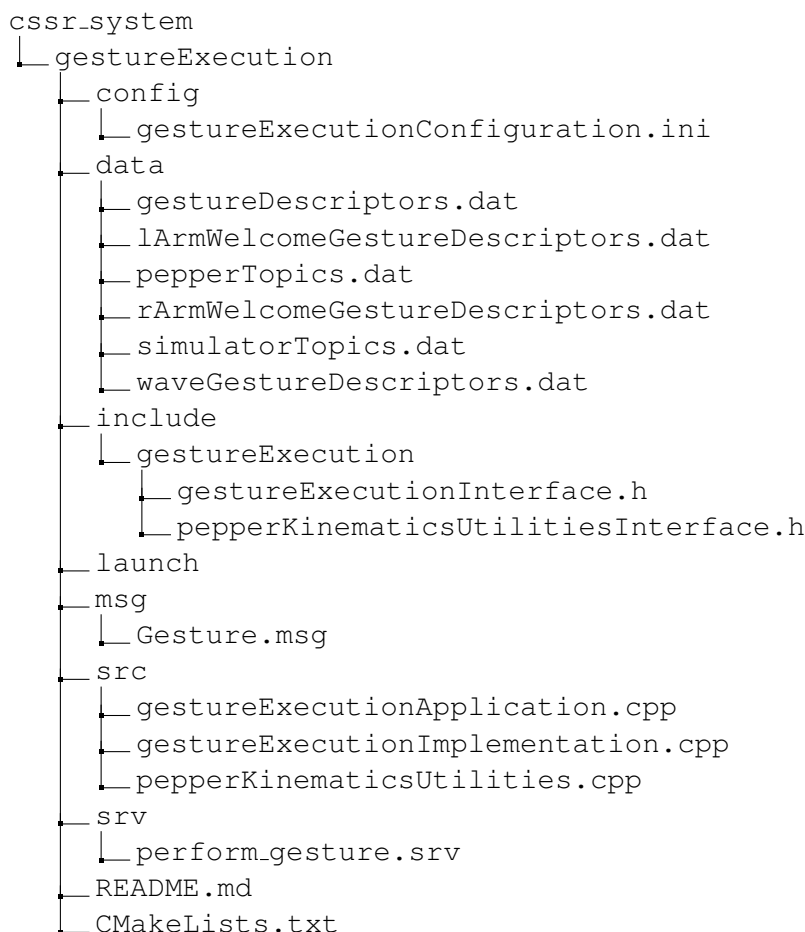 cssr_system
gestureExecution
config
gestureExecutionConfiguration.ini
data
gestureDescriptors.dat
lArmWelcomeGestureDescriptors.dat
pepperTopics.dat
rArmWelcomeGestureDescriptors.dat
simulatorTopics.dat
waveGestureDescriptors.dat
include
gestureExecution
gestureExecutionInterface.h
pepperKinematicsUtilitiesInterface.h
launch
msg
Gesture.msg
src
gestureExecutionApplication.cpp
gestureExecutionImplementation.cpp
pepperKinematicsUtilities.cpp
srv
perform_gesture.srv
README.md
CMakeLists.txt